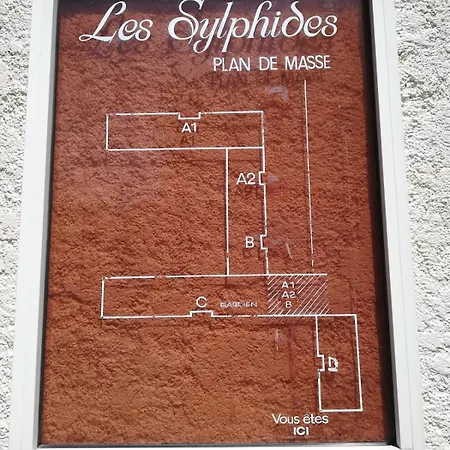 Les Sylphides
PLAN DE MASSE
A1
A2
B
C GARDIEN
A1
A2
B
D
Vous êtes
ICI